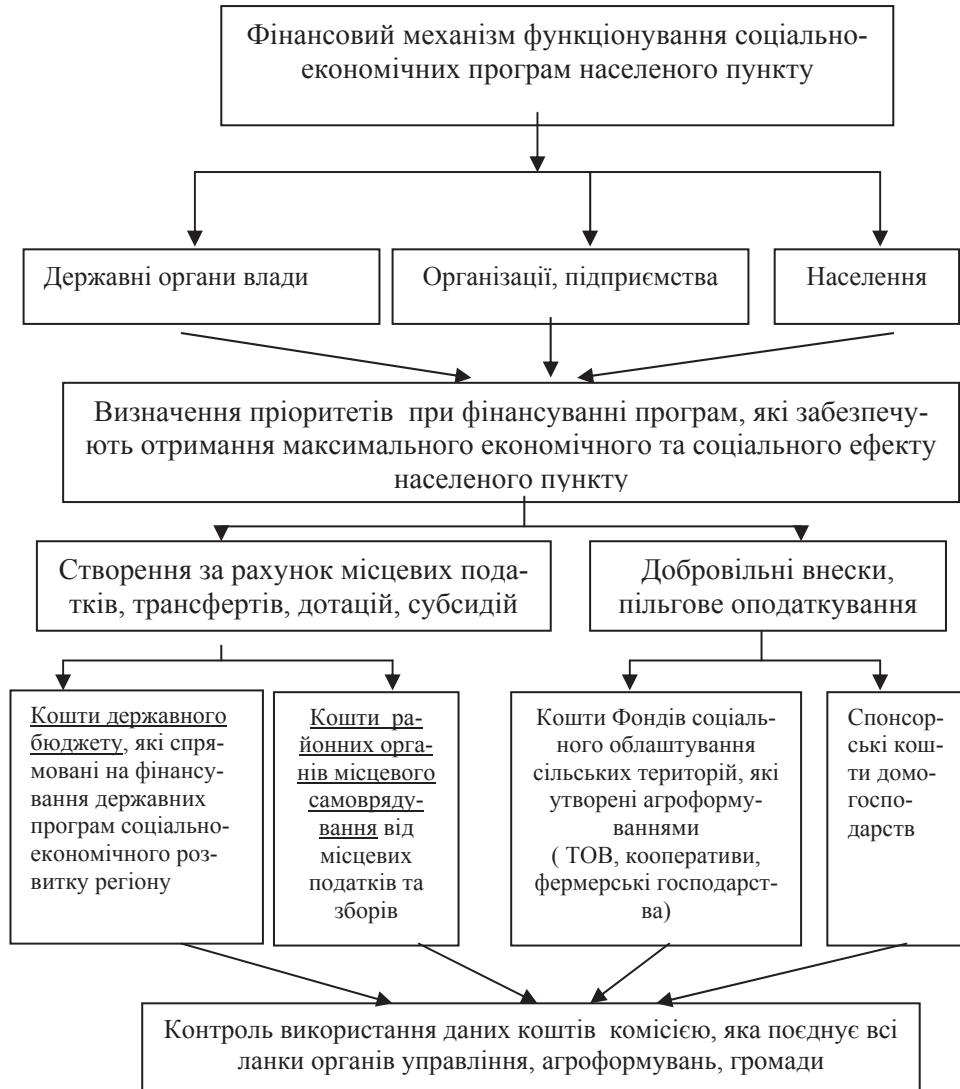 Фінансовий механізм функціонування соціально-
економічних програм населеного пункту
Державні органи влади
Організації, підприємства
Населення
Визначення пріоритетів при фінансуванні програм, які забезпечу-
ють отримання максимального економічного та соціального ефекту
населеного пункту
Створення за рахунок місцевих пода-
тків, трансфертів, дотацій, субсидій
Добровільні внески,
пільгове оподаткування
Кошти державного
бюджету, які спря-
мовані на фінансу-
вання державних
програм соціально-
економічного роз-
витку регіону
Кошти ра-
йонних орга-
нів місцевого
самовряду-
вання від
місцевих
податків та
зборів
Кошти Фондів соціаль-
ного облаштування
сільських територій, які
утворені агроформу-
ваннями
( ТОВ, кооперативи,
фермерські господарст-
ва)
Спонсор-
ські кош-
ти домо-
госпо-
дарств
Контроль використання даних коштів комісією, яка поєднує всі
ланки органів управління, агроформувань, громади